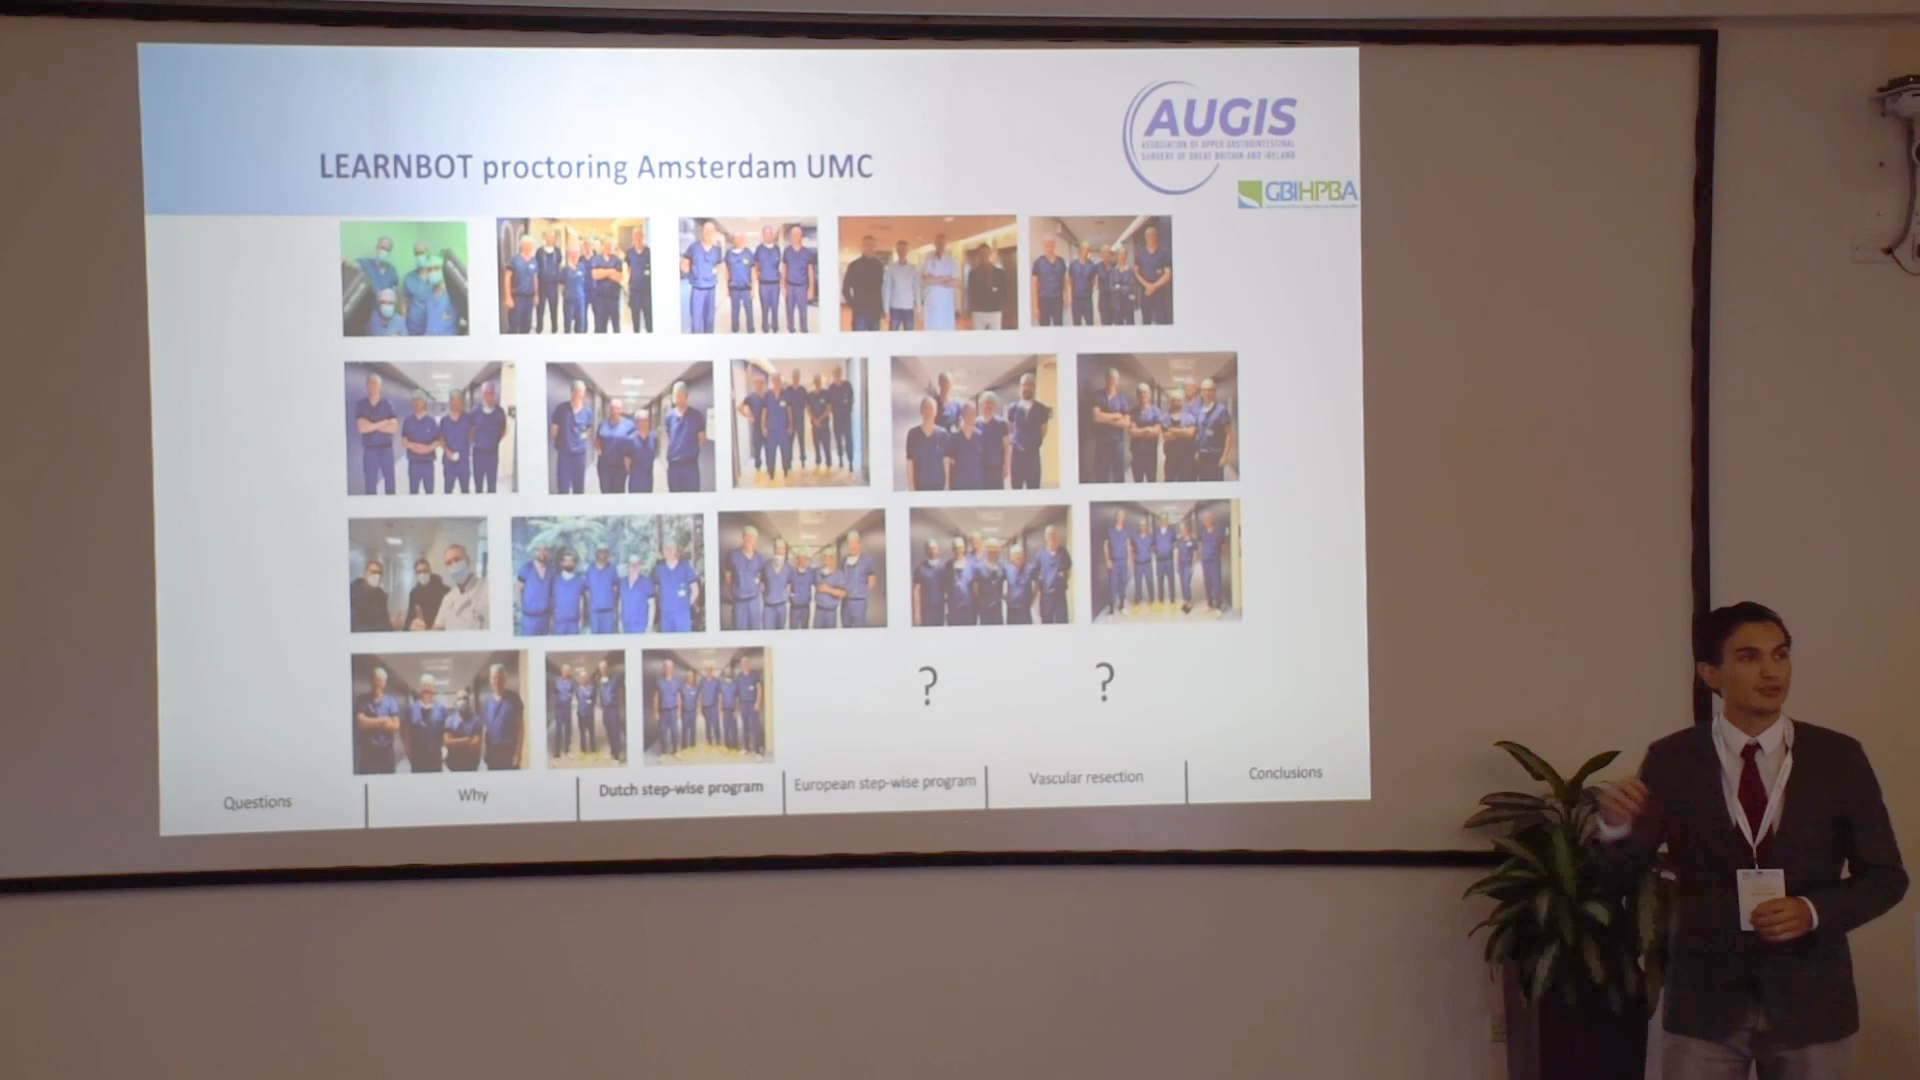 AUGIS
ASSOCIATION OF UPPER GASTROINTESTINAL
SURGERY OF GREAT BRITAIN AND IRELAND
LEARNBOT proctoring Amsterdam UMC
GBIHPBA
? ?
Questions Why Dutch step-wise program European step-wise program Vascular resection Conclusions